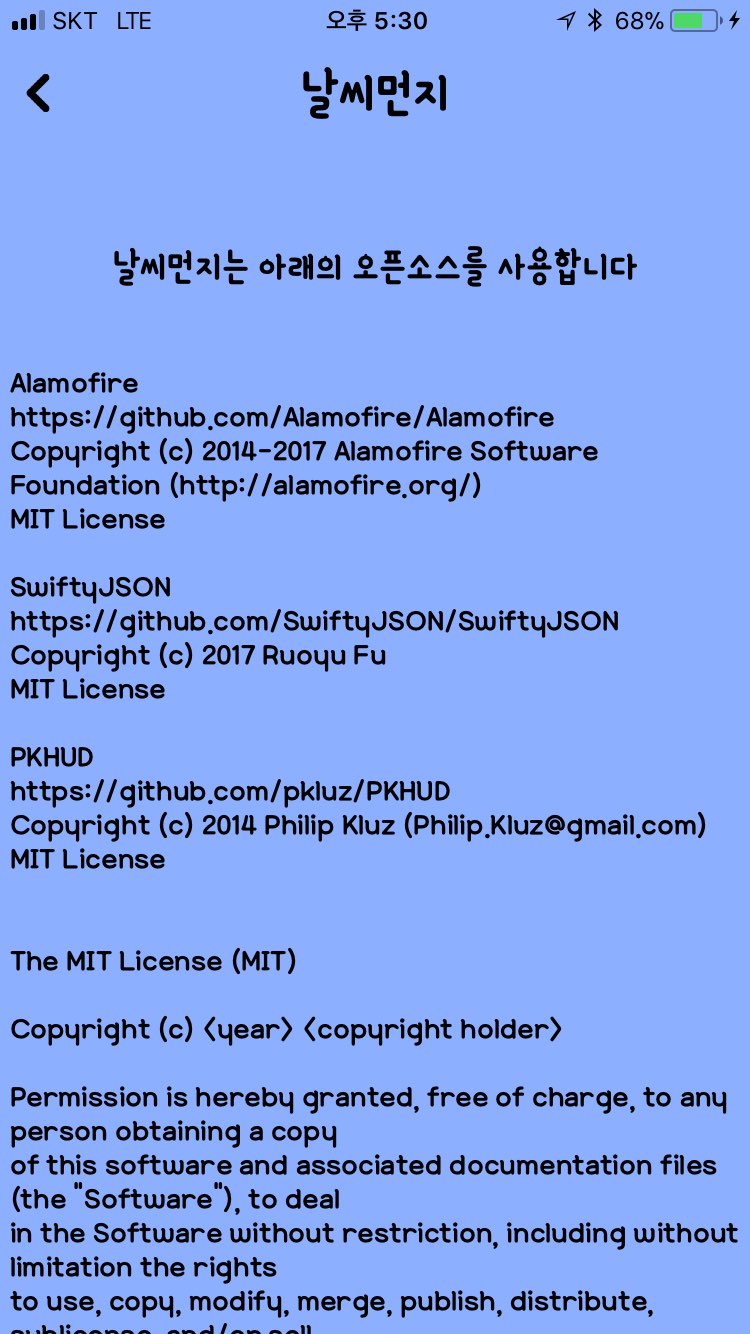 SKT LTE 오후 5:30 68%
날씨먼지
날씨먼지는 아래의 오픈소스를 사용합니다
Alamofire
https://github.com/Alamofire/Alamofire
Copyright (c) 2014-2017 Alamofire Software
Foundation (http://alamofire.org/)
MIT License
SwiftyJSON
https://github.com/SwiftyJSON/SwiftyJSON
Copyright (c) 2017 Ruoyu Fu
MIT License
PKHUD
https://github.com/pkluz/PKHUD
Copyright (c) 2014 Philip Kluz (Philip.Kluz@gmail.com)
MIT License
The MIT License (MIT)
Copyright (c) 〈year〉 〈copyright holder〉
Permission is hereby granted, free of charge, to any
person obtaining a copy
of this software and associated documentation files
(the "Software"), to deal
in the Software without restriction, including without
limitation the rights
to use, copy, modify, merge, publish, distribute,
sublicense, and/or sell